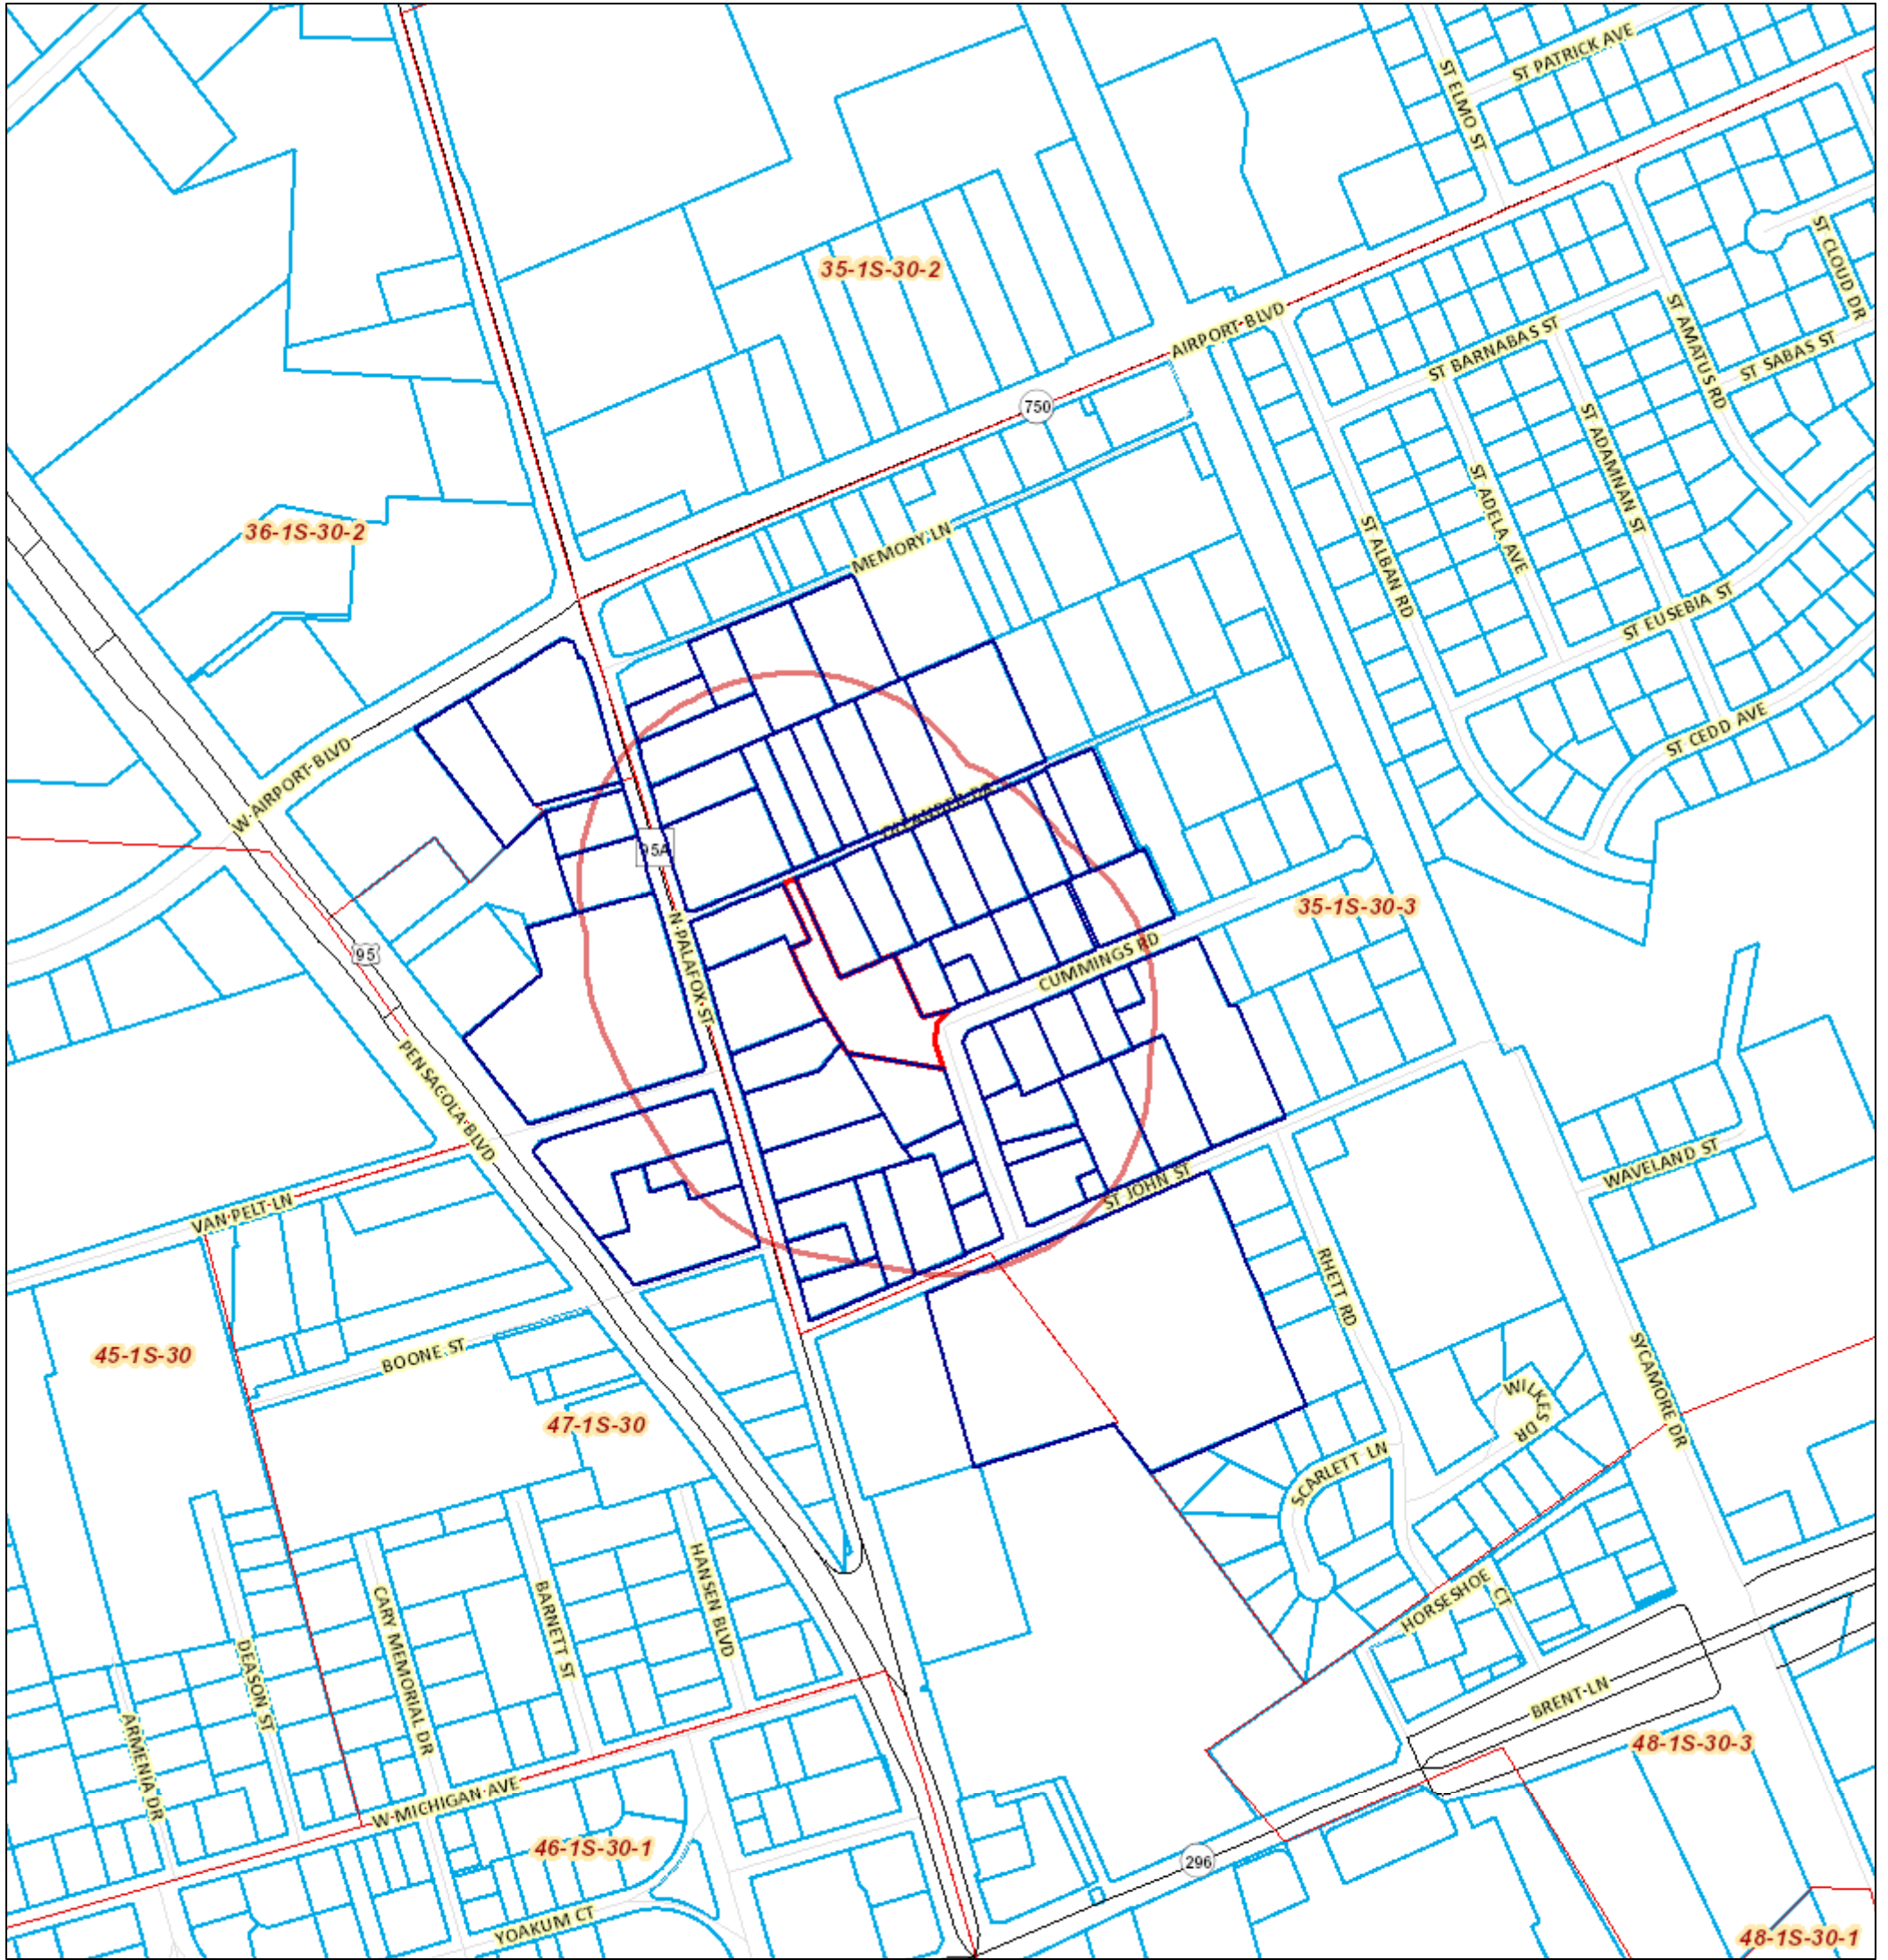 ST PATRICK AVE
ST ELMO ST
ST CLOUD DR
35-1S-30-2
AIRPORT BLVD
ST BARNABAS ST
ST AMATUS RD
ST SABAS ST
750
ST ADAMNAN ST
ST ADELA AVE
36-1S-30-2
MEMORY LN
ST ALBAN RD
ST EUSEBIA ST
ST CEDD AVE
W AIRPORT BLVD
95A
35-1S-30-3
95
N PALAFOX ST
CUMMINGS RD
PENSACOLA BLVD
WAVELAND ST
ST JOHN ST
VAN PELT LN
RHETT RD
45-1S-30
BOONE ST
SYCAMORE DR
47-1S-30
WILKES DR
SCARLETT LN
HORSESHOE CT
HANSEN BLVD
BARNETT ST
CARY MEMORIAL DR
DEASON ST
ARMENIA DR
BRENT LN
48-1S-30-3
W MICHIGAN AVE
46-1S-30-1
296
YOAKUM CT
48-1S-30-1